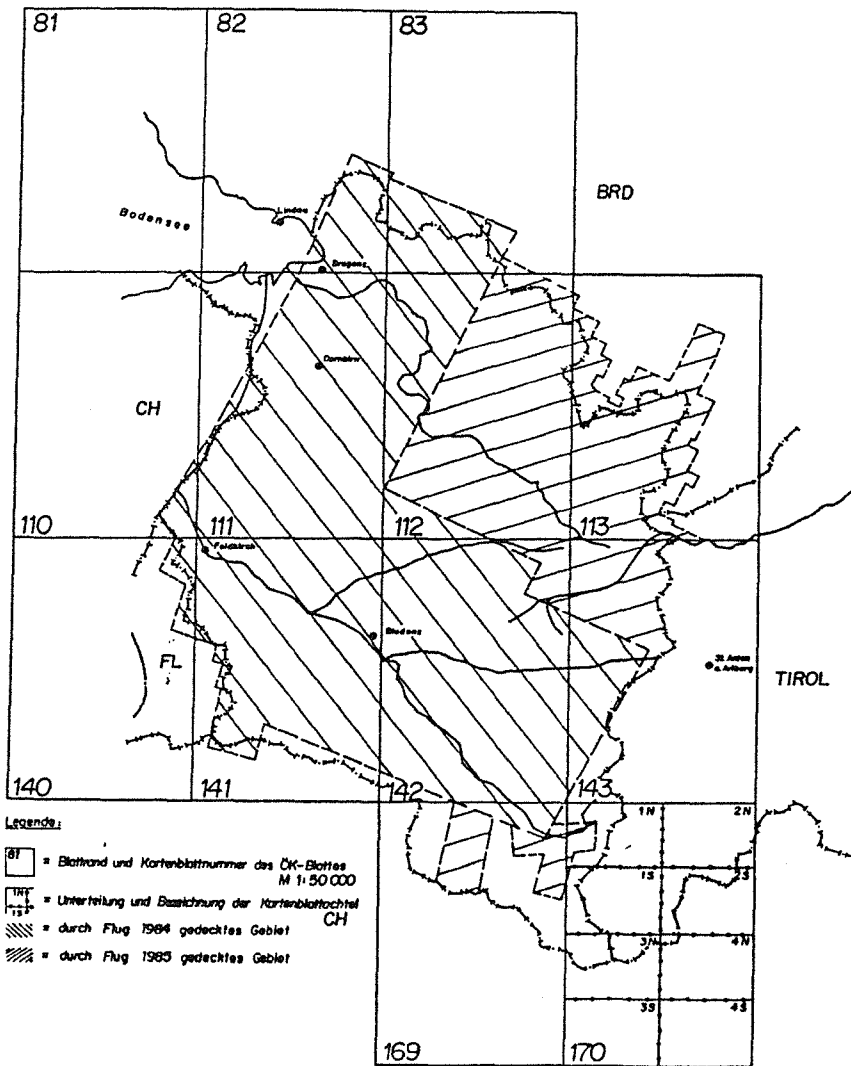 81
82
83
BRD
Lindau
Bodensee
Bregenz
Dornbirn
CH
110
111
112
113
Feldkirch
Bludenz
FL
St. Anton
a. Arlberg
TIROL
140
141
142
143
1N
2N
1S
2S
3N
4N
3S
4S
169
170
Legende:
81
= Blattrand und Kartenblattnummer des ÖK-Blattes
M 1:50 000
1N
1S
= Unterteilung und Bezeichnung der Kartenblattachtel
CH
= durch Flug 1984 gedecktes Gebiet
= durch Flug 1985 gedecktes Gebiet